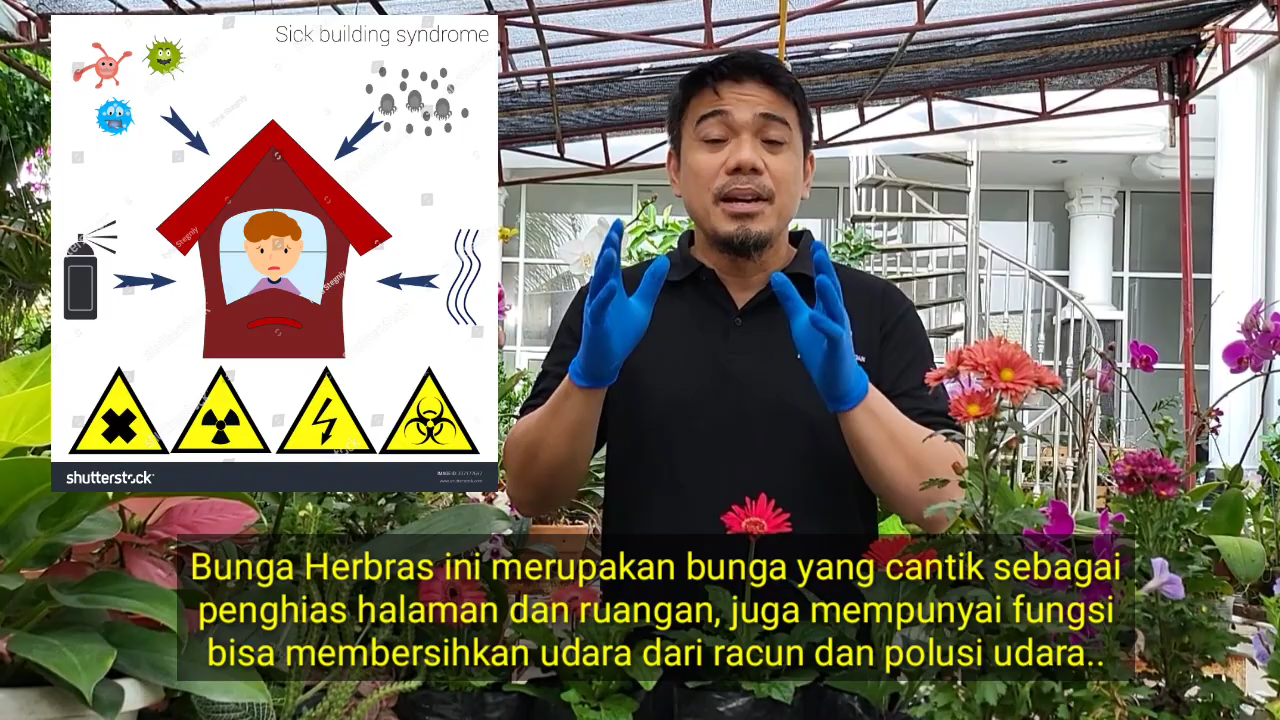 Sick building syndrome
shutterstock
Bunga Herbras ini merupakan bunga yang cantik sebagai
penghias halaman dan ruangan, juga mempunyai fungsi
bisa membersihkan udara dari racun dan polusi udara..